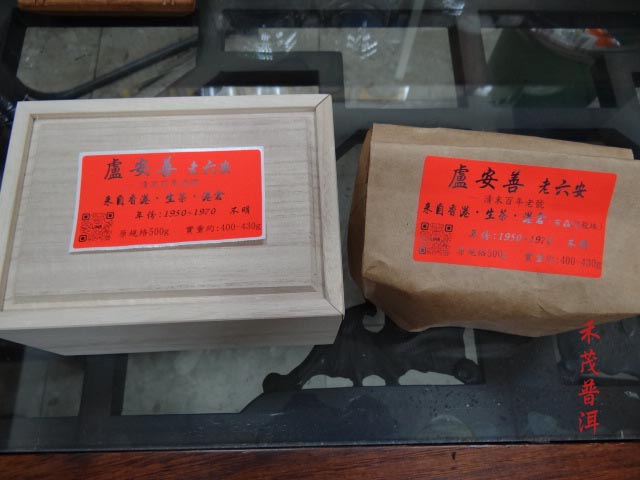 盧安善 老六安
清末百年老號
來自香港・生茶・港倉
年份：1950-1970 不明
原規格500g 實重約:400-430g
盧安善 老六安
清末百年老號
來自香港・生茶・港倉
年份：1950-1970 不明
原規格500g 實重約:400-430g
禾茂普洱